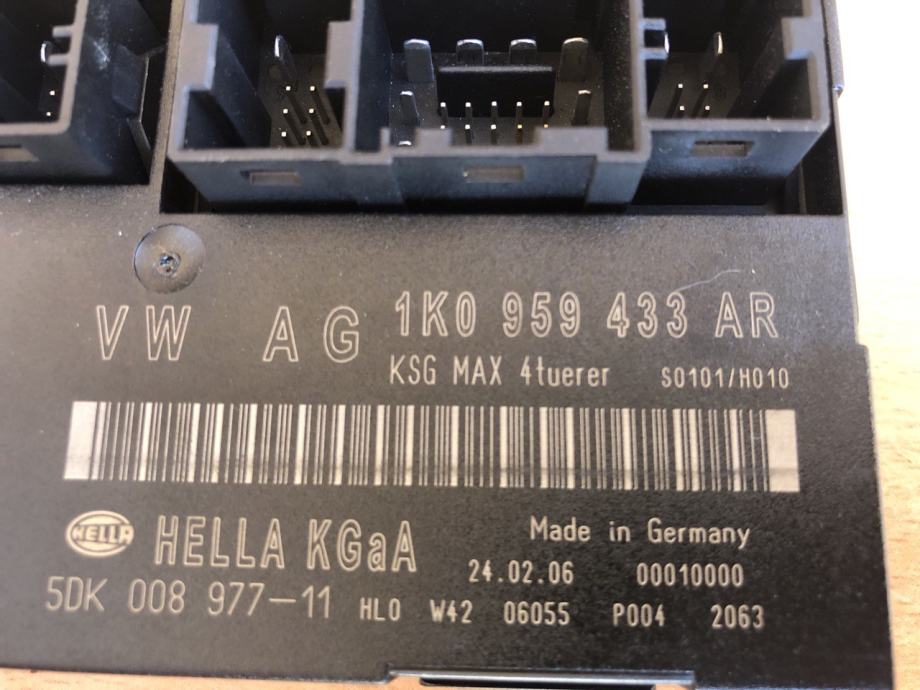 VW AG 1K0 959 433 AR
KSG MAX 4tuerer S0101/H010
HELLA HELLA KGaA Made in Germany
24.02.06 00010000
5DK 008 977-11 HL0 W42 06055 P004 2063